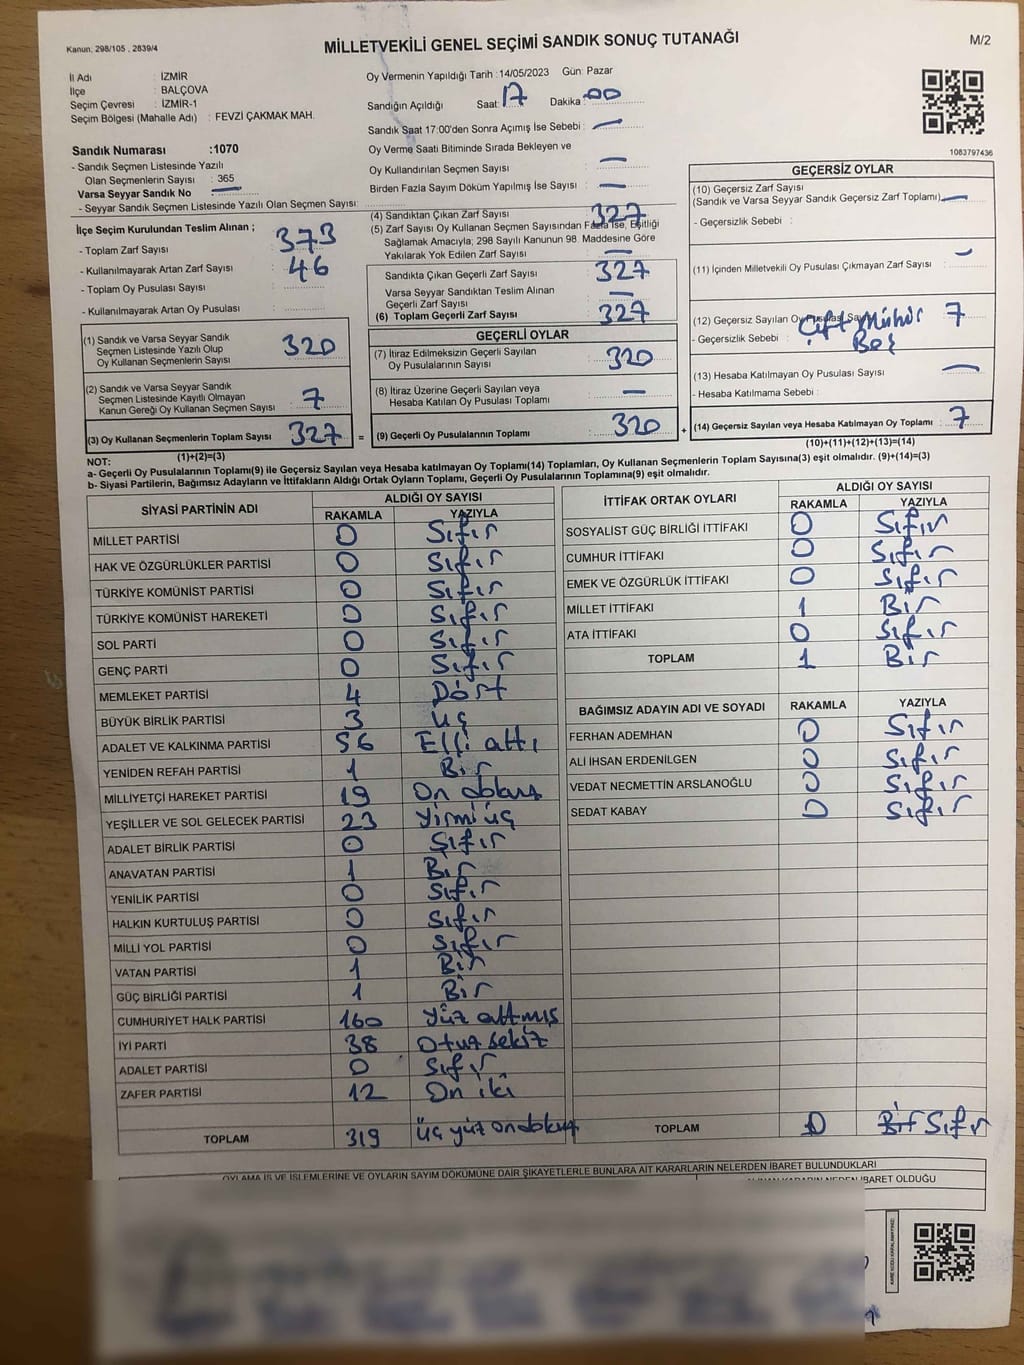 Kanun, 298/105 , 2839/4
MİLLETVEKİLİ GENEL SEÇİMİ SANDIK SONUÇ TUTANAĞI
M/2
İl Adı : İZMİR
İlçe : BALÇOVA
Seçim Çevresi : İZMİR-1
Seçim Bölgesi (Mahalle Adı) : FEVZİ ÇAKMAK MAH.
Sandık Numarası :1070
- Sandık Seçmen Listesinde Yazılı
Olan Seçmenlerin Sayısı : 365
Varsa Seyyar Sandık No —
- Seyyar Sandık Seçmen Listesinde Yazılı Olan Seçmen Sayısı:
Oy Vermenin Yapıldığı Tarih :14/05/2023 Gün: Pazar
Sandığın Açıldığı Saat: 17 Dakika : 00
Sandık Saat 17:00'den Sonra Açımış İse Sebebi : —
Oy Verme Saati Bitiminde Sırada Bekleyen ve
Oy Kullandırılan Seçmen Sayısı : —
Birden Fazla Sayım Döküm Yapılmış İse Sayısı : —
1083797436
İlçe Seçim Kurulundan Teslim Alınan ;
- Toplam Zarf Sayısı : 373
- Kullanılmayarak Artan Zarf Sayısı : 46
- Toplam Oy Pusulası Sayısı :
- Kullanılmayarak Artan Oy Pusulası :
(4) Sandıktan Çıkan Zarf Sayısı : 327
(5) Zarf Sayısı Oy Kullanan Seçmen Sayısından Fazla İse, Eşitliği
Sağlamak Amacıyla; 298 Sayılı Kanunun 98. Maddesine Göre
Yakılarak Yok Edilen Zarf Sayısı : —
Sandıkta Çıkan Geçerli Zarf Sayısı : 327
Varsa Seyyar Sandıktan Teslim Alınan
Geçerli Zarf Sayısı : —
(6) Toplam Geçerli Zarf Sayısı : 327
GEÇERSİZ OYLAR
(10) Geçersiz Zarf Sayısı
(Sandık ve Varsa Seyyar Sandık Geçersiz Zarf Toplamı) —
- Geçersizlik Sebebi :
(11) İçinden Milletvekili Oy Pusulası Çıkmayan Zarf Sayısı : —
(12) Geçersiz Sayılan Oy Pusulası Sayısı 7
- Geçersizlik Sebebi : Çift Mühür
Boş
(13) Hesaba Katılmayan Oy Pusulası Sayısı : —
- Hesaba Katılmama Sebebi :
(14) Geçersiz Sayılan veya Hesaba Katılmayan Oy Toplamı : 7
(10)+(11)+(12)+(13)=(14)
(1) Sandık ve Varsa Seyyar Sandık
Seçmen Listesinde Yazılı Olup
Oy Kullanan Seçmenlerin Sayısı : 320
(2) Sandık ve Varsa Seyyar Sandık
Seçmen Listesinde Kayıtlı Olmayan
Kanun Gereği Oy Kullanan Seçmen Sayısı : 7
(3) Oy Kullanan Seçmenlerin Toplam Sayısı : 327 =
(1)+(2)=(3)
GEÇERLİ OYLAR
(7) İtiraz Edilmeksizin Geçerli Sayılan
Oy Pusulasının Sayısı : 320
(8) İtiraz Üzerine Geçerli Sayılan veya
Hesaba Katılan Oy Pusulası Toplamı : —
(9) Geçerli Oy Pusulalarının Toplamı : 320 +
NOT:
a- Geçerli Oy Pusulalarının Toplamı(9) ile Geçersiz Sayılan veya Hesaba katılmayan Oy Toplamı(14) Toplamları, Oy Kullanan Seçmenlerin Toplam Sayısına(3) eşit olmalıdır. (9)+(14)=(3)
b- Siyasi Partilerin, Bağımsız Adayların ve İttifakların Aldığı Ortak Oyların Toplamı, Geçerli Oy Pusulalarının Toplamına(9) eşit olmalıdır.
SİYASİ PARTİNİN ADI ALDIĞI OY SAYISI
RAKAMLA YAZIYLA
MİLLET PARTİSİ 0 Sıfır
HAK VE ÖZGÜRLÜKLER PARTİSİ 0 Sıfır
TÜRKİYE KOMÜNİST PARTİSİ 0 Sıfır
TÜRKİYE KOMÜNİST HAREKETİ 0 Sıfır
SOL PARTİ 0 Sıfır
GENÇ PARTİ 0 Sıfır
MEMLEKET PARTİSİ 4 Dört
BÜYÜK BİRLİK PARTİSİ 3 üç
ADALET VE KALKINMA PARTİSİ 56 Elli altı
YENİDEN REFAH PARTİSİ 1 Bir
MİLLİYETÇİ HAREKET PARTİSİ 19 On dokuz
YEŞİLLER VE SOL GELECEK PARTİSİ 23 Yirmi üç
ADALET BİRLİK PARTİSİ 0 Sıfır
ANAVATAN PARTİSİ 1 Bir
YENİLİK PARTİSİ 0 Sıfır
HALKIN KURTULUŞ PARTİSİ 0 Sıfır
MİLLİ YOL PARTİSİ 0 Sıfır
VATAN PARTİSİ 1 Bir
GÜÇ BİRLİĞİ PARTİSİ 1 Bir
CUMHURİYET HALK PARTİSİ 160 Yüz altmış
İYİ PARTİ 38 Otuz sekiz
ADALET PARTİSİ 0 Sıfır
ZAFER PARTİSİ 12 On iki
TOPLAM 319 üç yüz on dokuz
İTTİFAK ORTAK OYLARI ALDIĞI OY SAYISI
RAKAMLA YAZIYLA
SOSYALİST GÜÇ BİRLİĞİ İTTİFAKI 0 Sıfır
CUMHUR İTTİFAKI 0 Sıfır
EMEK VE ÖZGÜRLÜK İTTİFAKI 0 Sıfır
MİLLET İTTİFAKI 1 Bir
ATA İTTİFAKI 0 Sıfır
TOPLAM 1 Bir
BAĞIMSIZ ADAYIN ADI VE SOYADI RAKAMLA YAZIYLA
FERHAN ADEMHAN 0 Sıfır
ALİ İHSAN ERDENİLGEN 0 Sıfır
VEDAT NECMETTİN ARSLANOĞLU 0 Sıfır
SEDAT KABAY 0 Sıfır
TOPLAM 0 Bir Sıfır
OYLAMA İŞ VE İŞLEMLERİNE VE OYLARIN SAYIM DÖKÜMÜNE DAİR ŞİKAYETLERLE BUNLARA AİT KARARLARIN NELERDEN İBARET BULUNDUKLARI
ALINAN KARARIN NEDEN İBARET OLDUĞU